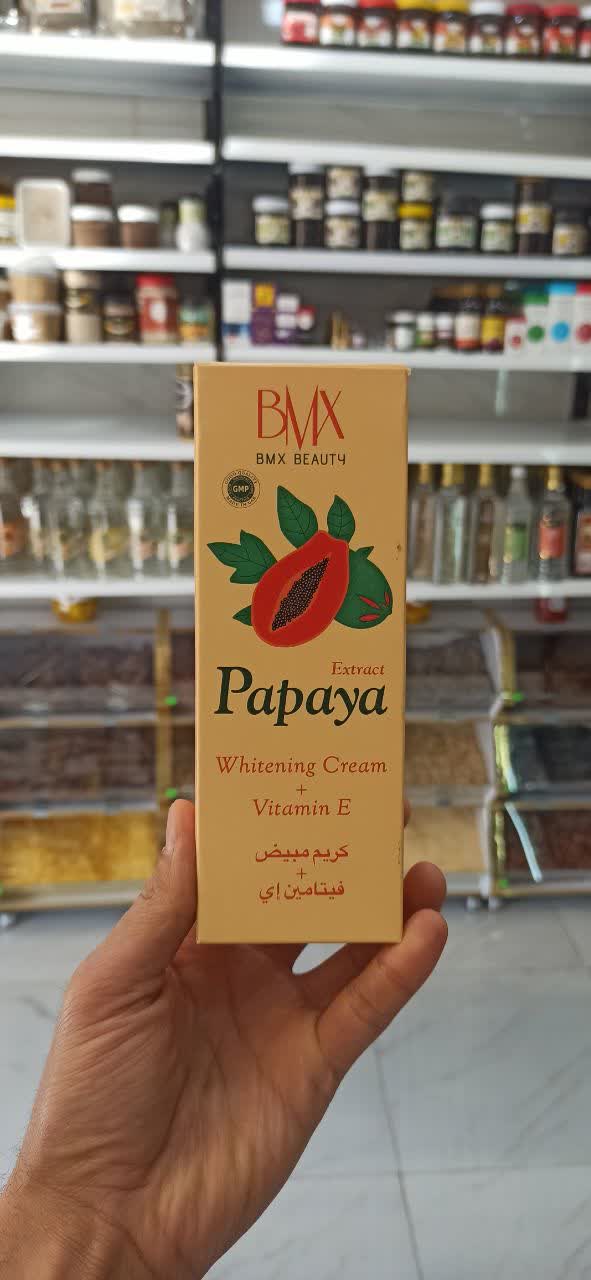 BMX
BMX BEAUTY
GMP
Extract
Papaya
Whitening Cream
+
Vitamin E
كريم مبيض
+
فيتامين إي